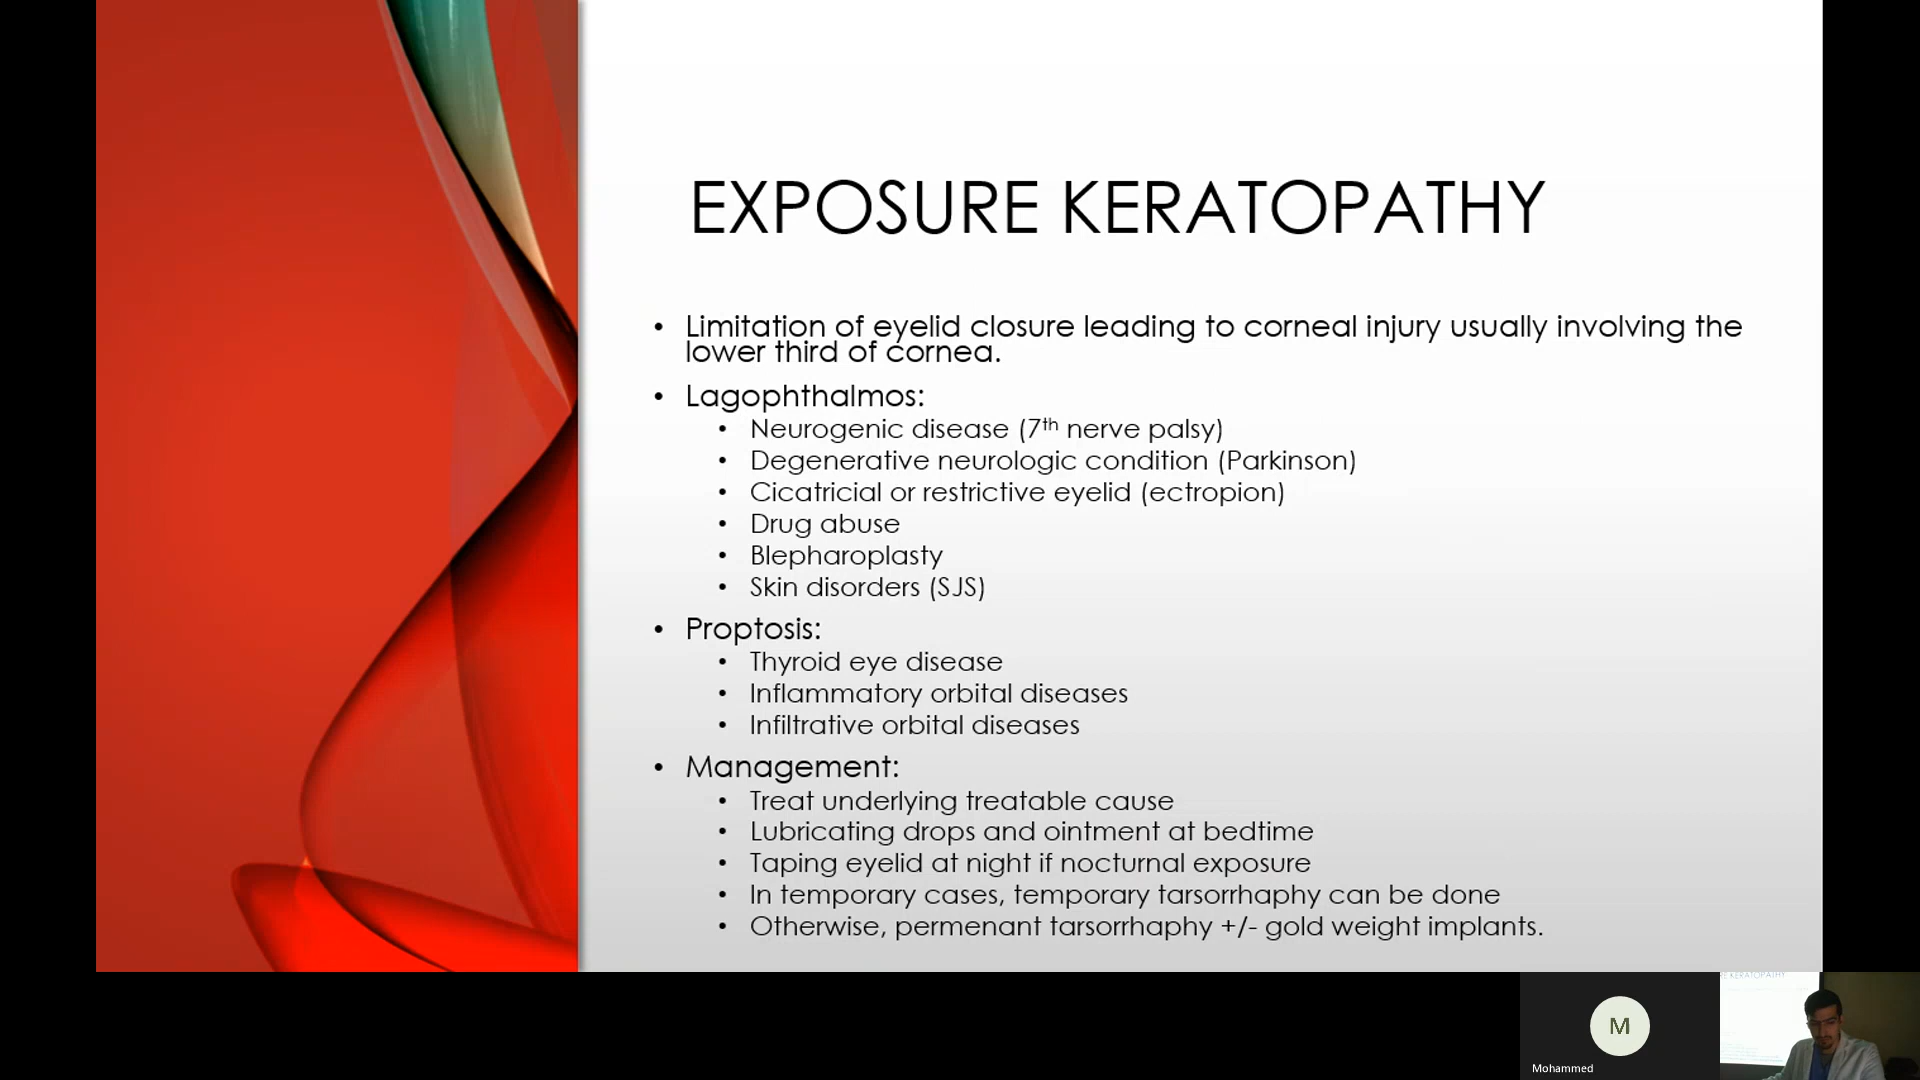 EXPOSURE KERATOPATHY
• Limitation of eyelid closure leading to corneal injury usually involving the
lower third of cornea.
• Lagophthalmos:
• Neurogenic disease (7th nerve palsy)
• Degenerative neurologic condition (Parkinson)
• Cicatricial or restrictive eyelid (ectropion)
• Drug abuse
• Blepharoplasty
• Skin disorders (SJS)
• Proptosis:
• Thyroid eye disease
• Inflammatory orbital diseases
• Infiltrative orbital diseases
• Management:
• Treat underlying treatable cause
• Lubricating drops and ointment at bedtime
• Taping eyelid at night if nocturnal exposure
• In temporary cases, temporary tarsorrhaphy can be done
• Otherwise, permenant tarsorrhaphy +/- gold weight implants.
M
Mohammed
KERATOPATHY